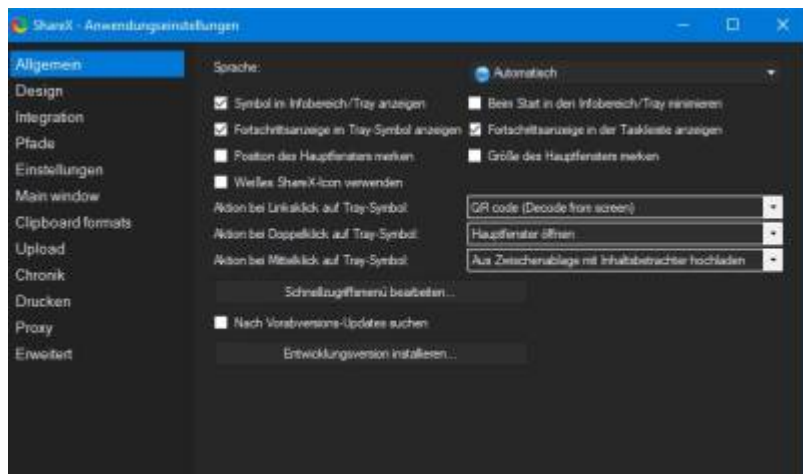 ShareX - Anwendungseinstellungen
Allgemein
Design
Integration
Pfade
Einstellungen
Main window
Clipboard formats
Upload
Chronik
Drucken
Proxy
Erweitert
Sprache:
Automatisch
Symbol im Infobereich/Tray anzeigen
Beim Start in den Infobereich/Tray minimieren
Fortschrittsanzeige im Tray-Symbol anzeigen
Fortschrittsanzeige in der Taskleiste anzeigen
Position des Hauptfensters merken
Größe des Hauptfensters merken
Weißes ShareX-Icon verwenden
Aktion bei Linksklick auf Tray-Symbol:
QR code (Decode from screen)
Aktion bei Doppelklick auf Tray-Symbol:
Hauptfenster öffnen
Aktion bei Mittelklick auf Tray-Symbol:
Aus Zwischenablage mit Inhaltsbetrachter hochladen
Schnellzugriffsmenü bearbeiten...
Nach Vorabversions-Updates suchen
Entwicklungsversion installieren...